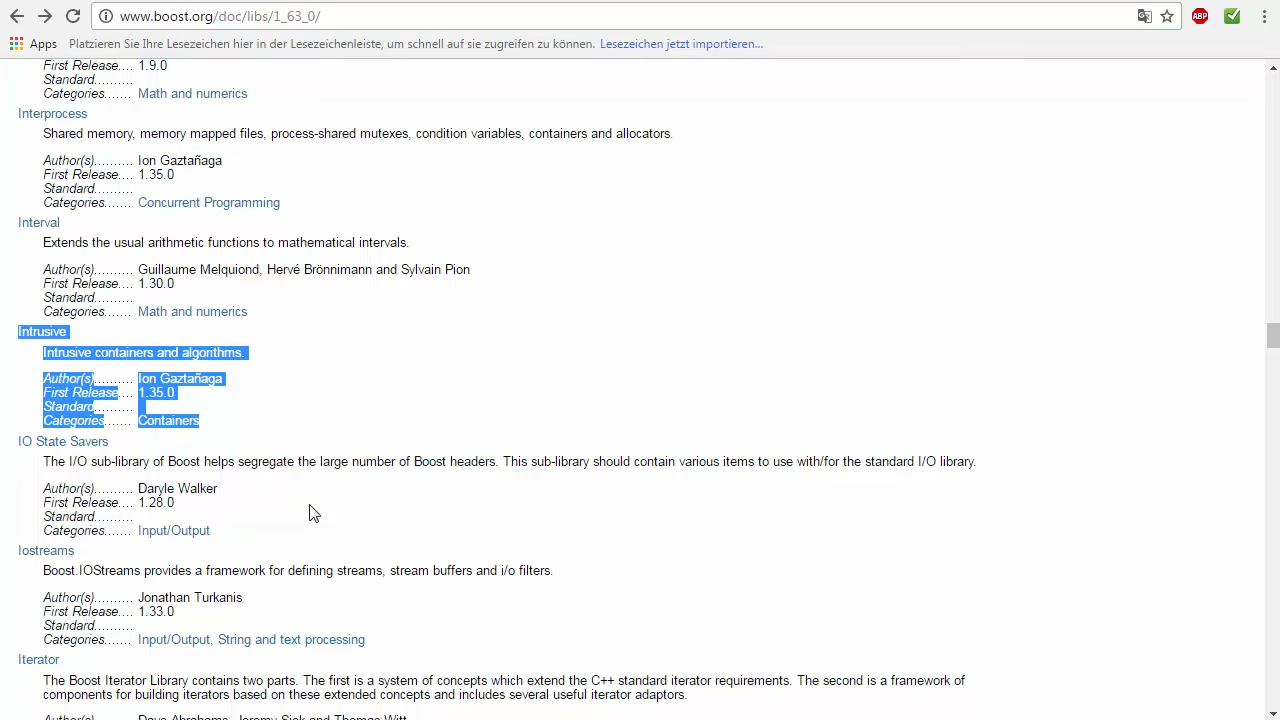 www.boost.org/doc/libs/1_63_0/
ABP
Apps Platzieren Sie Ihre Lesezeichen hier in der Lesezeichenleiste, um schnell auf sie zugreifen zu können. Lesezeichen jetzt importieren...
First Release.... 1.9.0
Standard.........
Categories....... Math and numerics
Interprocess
Shared memory, memory mapped files, process-shared mutexes, condition variables, containers and allocators.
Author(s)......... Ion Gaztañaga
First Release.... 1.35.0
Standard.........
Categories....... Concurrent Programming
Interval
Extends the usual arithmetic functions to mathematical intervals.
Author(s)......... Guillaume Melquiond, Hervé Brönnimann and Sylvain Pion
First Release.... 1.30.0
Standard.........
Categories....... Math and numerics
Intrusive
Intrusive containers and algorithms.
Author(s)......... Ion Gaztañaga
First Release.... 1.35.0
Standard.........
Categories....... Containers
IO State Savers
The I/O sub-library of Boost helps segregate the large number of Boost headers. This sub-library should contain various items to use with/for the standard I/O library.
Author(s)......... Daryle Walker
First Release.... 1.28.0
Standard.........
Categories....... Input/Output
Iostreams
Boost.IOStreams provides a framework for defining streams, stream buffers and i/o filters.
Author(s)......... Jonathan Turkanis
First Release.... 1.33.0
Standard.........
Categories....... Input/Output, String and text processing
Iterator
The Boost Iterator Library contains two parts. The first is a system of concepts which extend the C++ standard iterator requirements. The second is a framework of
components for building iterators based on these extended concepts and includes several useful iterator adaptors.
Author(s)......... Dave Abrahams, Jeremy Siek and Thomas Witt